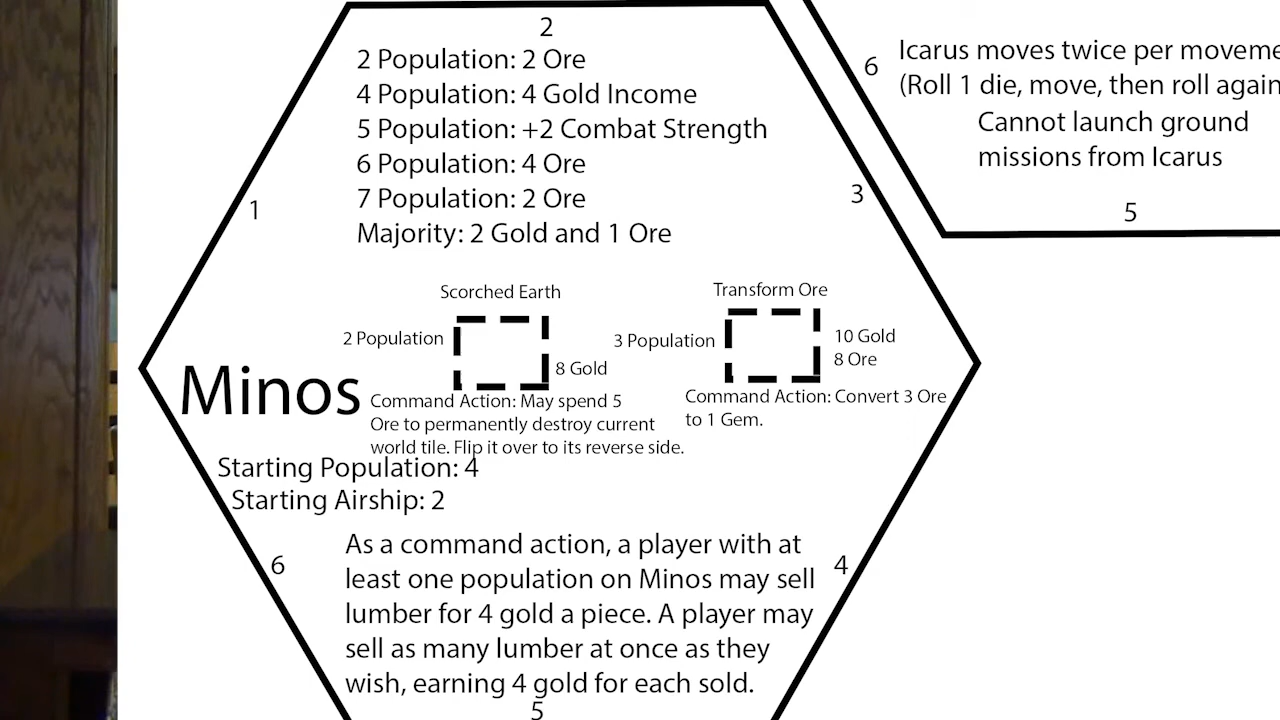 2
2 Population: 2 Ore
4 Population: 4 Gold Income
5 Population: +2 Combat Strength
6 Population: 4 Ore
7 Population: 2 Ore
Majority: 2 Gold and 1 Ore
1
3
Scorched Earth
2 Population
8 Gold
Command Action: May spend 5
Ore to permanently destroy current
world tile. Flip it over to its reverse side.
Transform Ore
3 Population
10 Gold
8 Ore
Command Action: Convert 3 Ore
to 1 Gem.
Minos
Starting Population: 4
Starting Airship: 2
6
4
As a command action, a player with at
least one population on Minos may sell
lumber for 4 gold a piece. A player may
sell as many lumber at once as they
wish, earning 4 gold for each sold.
5
6
Icarus moves twice per
(Roll 1 die, move, then roll again
Cannot launch ground
missions from Icarus
5